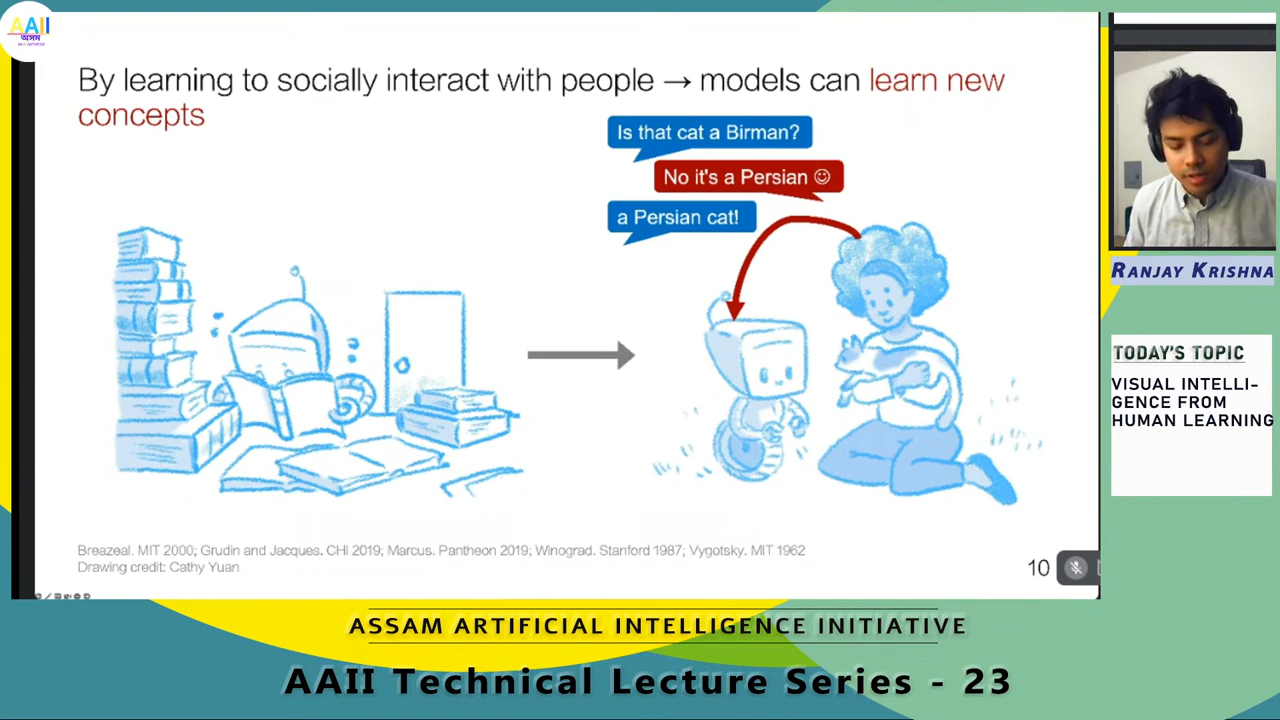 AAII
অসম
By learning to socially interact with people → models can learn new
concepts
Is that cat a Birman?
No it's a Persian ☺
a Persian cat!
Breazeal. MIT 2000; Grudin and Jacques. CHI 2019; Marcus. Pantheon 2019; Winograd. Stanford 1987; Vygotsky. MIT 1962
Drawing credit: Cathy Yuan
10
RANJAY KRISHNA
TODAY'S TOPIC
VISUAL INTELLI-
GENCE FROM
HUMAN LEARNING
ASSAM ARTIFICIAL INTELLIGENCE INITIATIVE
AAII Technical Lecture Series - 23